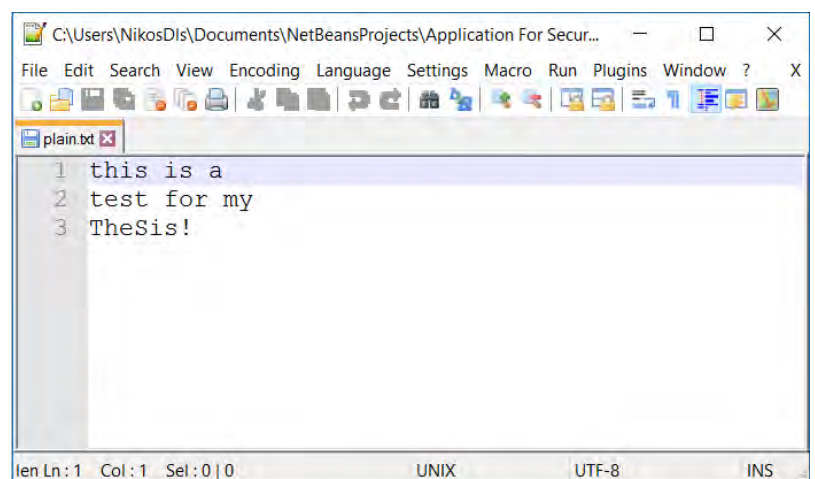 C:\Users\NikosDls\Documents\NetBeansProjects\Application For Secur...
File Edit Search View Encoding Language Settings Macro Run Plugins Window ? X
plain.txt
1 this is a
2 test for my
3 TheSis!
len Ln : 1 Col : 1 Sel : 0 | 0 UNIX UTF-8 INS